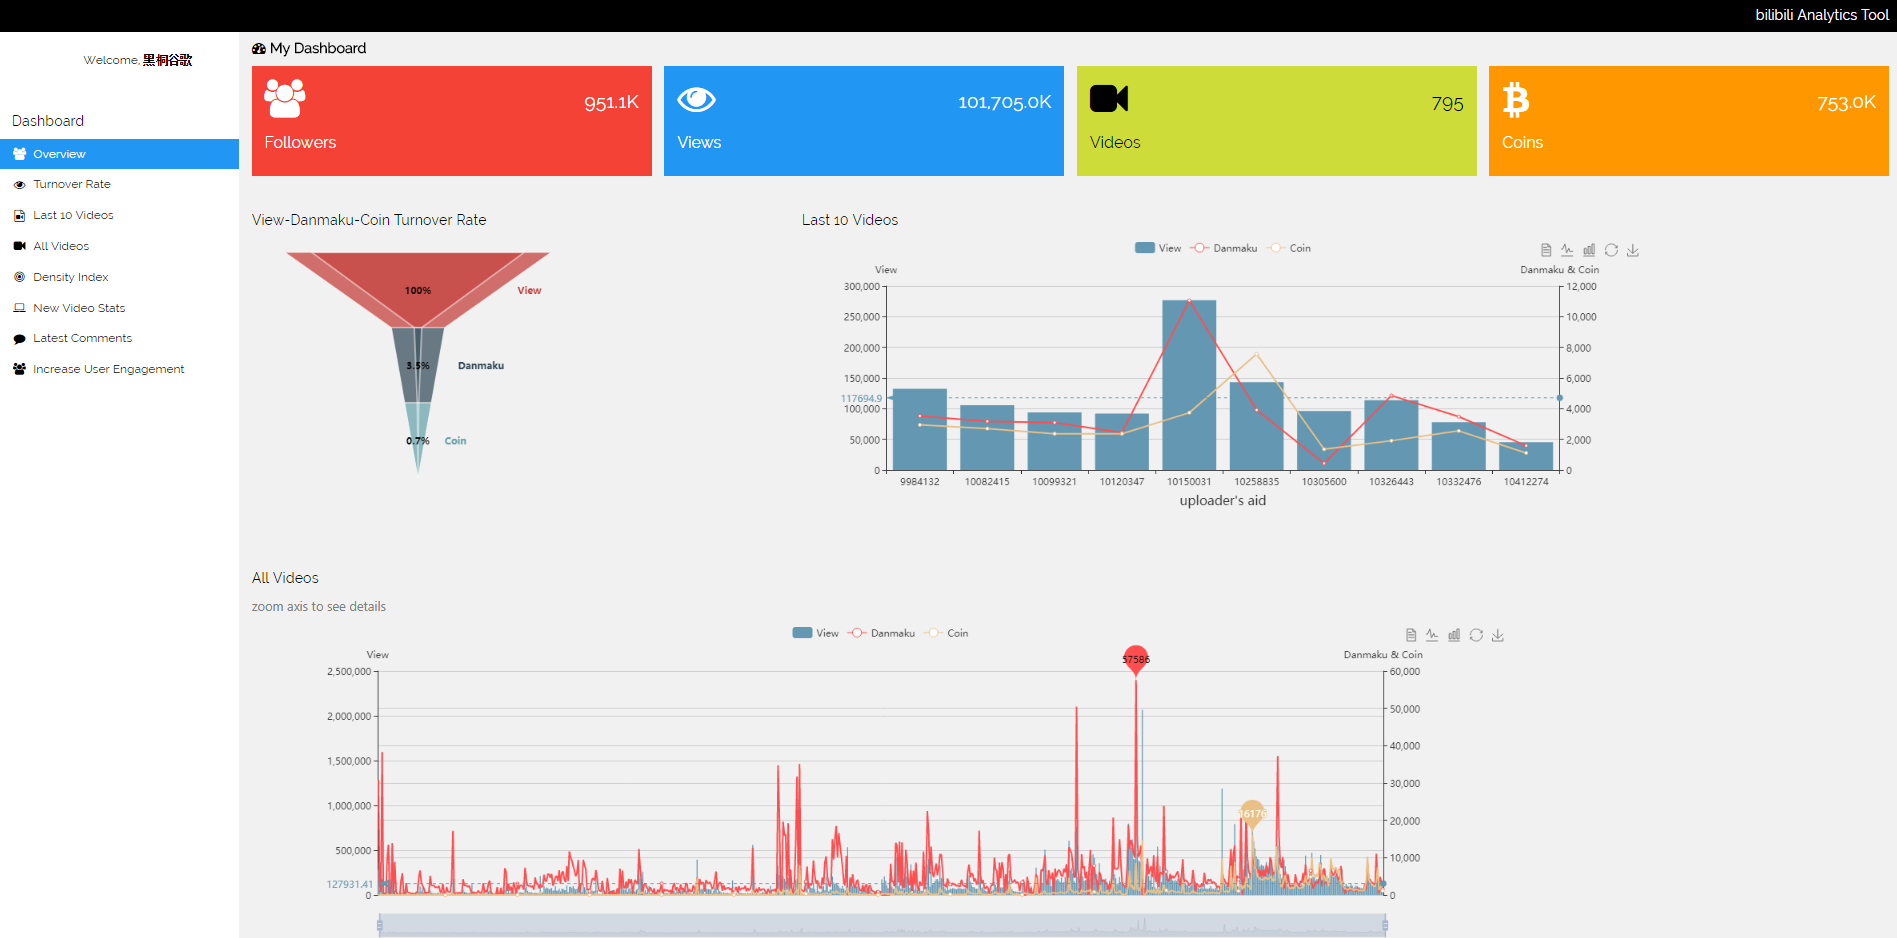 bilibili Analytics Tool
Welcome, 黑桐谷歌
Dashboard
Overview
Turnover Rate
Last 10 Videos
All Videos
Density Index
New Video Stats
Latest Comments
Increase User Engagement
My Dashboard
951.1K
Followers
101,705.0K
Views
795
Videos
753.0K
Coins
View-Danmaku-Coin Turnover Rate
100%
View
3.5%
Danmaku
0.7%
Coin
Last 10 Videos
View Danmaku Coin
View
Danmaku & Coin
300,000
250,000
200,000
150,000
117694.9
100,000
50,000
0
12,000
10,000
8,000
6,000
4,000
2,000
0
9984132 10082415 10099321 10120347 10150031 10258835 10305600 10326443 10332476 10412274
uploader's aid
All Videos
zoom axis to see details
View Danmaku Coin
View
Danmaku & Coin
2,500,000
2,000,000
1,500,000
1,000,000
500,000
127931.41
0
57586
16176
60,000
50,000
40,000
30,000
20,000
10,000
0